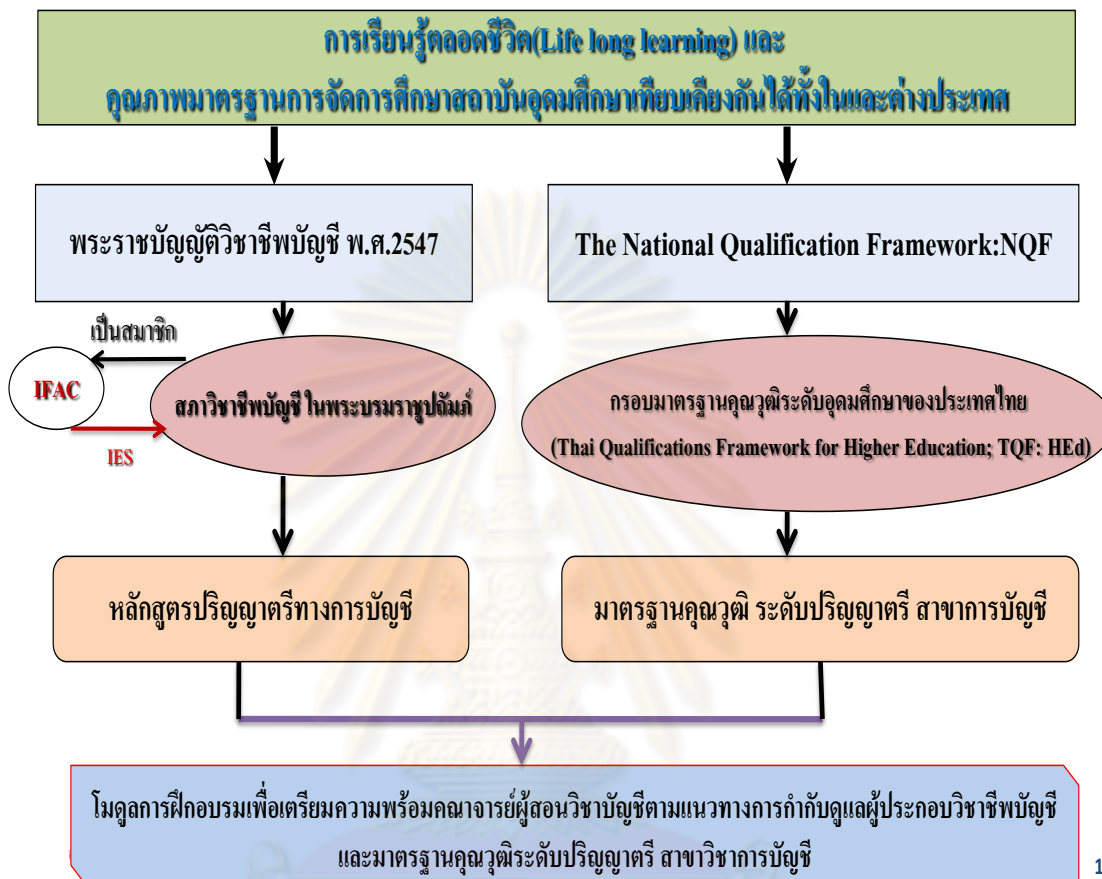 การเรียนรู้ตลอดชีวิต(Life long learning) และ
คุณภาพมาตรฐานการจัดการศึกษาสถาบันอุดมศึกษาเทียบเคียงกันได้ทั้งในและต่างประเทศ
พระราชบัญญัติวิชาชีพบัญชี พ.ศ.2547
The National Qualification Framework:NQF
เป็นสมาชิก
IFAC
IES
สภาวิชาชีพบัญชี ในพระบรมราชูปถัมภ์
กรอบมาตรฐานคุณวุฒิระดับอุดมศึกษาของประเทศไทย
(Thai Qualifications Framework for Higher Education; TQF: HEd)
หลักสูตรปริญญาตรีทางการบัญชี
มาตรฐานคุณวุฒิ ระดับปริญญาตรี สาขาการบัญชี
โมดูลการฝึกอบรมเพื่อเตรียมความพร้อมคณาจารย์ผู้สอนวิชาบัญชีตามแนวทางการกำกับดูแลผู้ประกอบวิชาชีพบัญชี
และมาตรฐานคุณวุฒิระดับปริญญาตรี สาขาวิชาการบัญชี
1